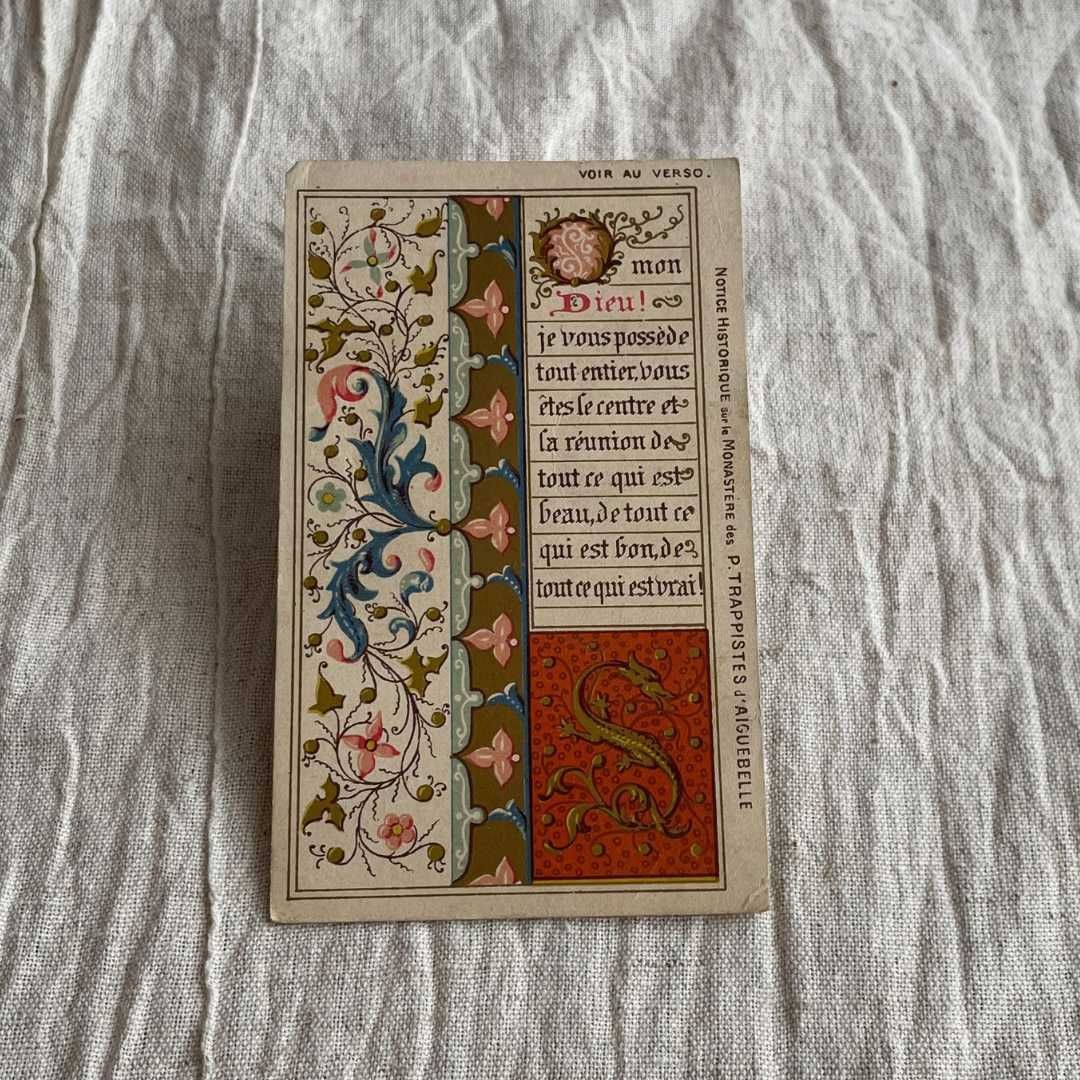 VOIR AU VERSO.
O mon
Dieu!
je vous possède
tout entier, vous
êtes le centre et
la réunion de
tout ce qui est
beau, de tout ce
qui est bon, de
tout ce qui est vrai!
NOTICE HISTORIQUE sur le MONASTÈRE des P. TRAPPISTES d'AIGUEBELLE